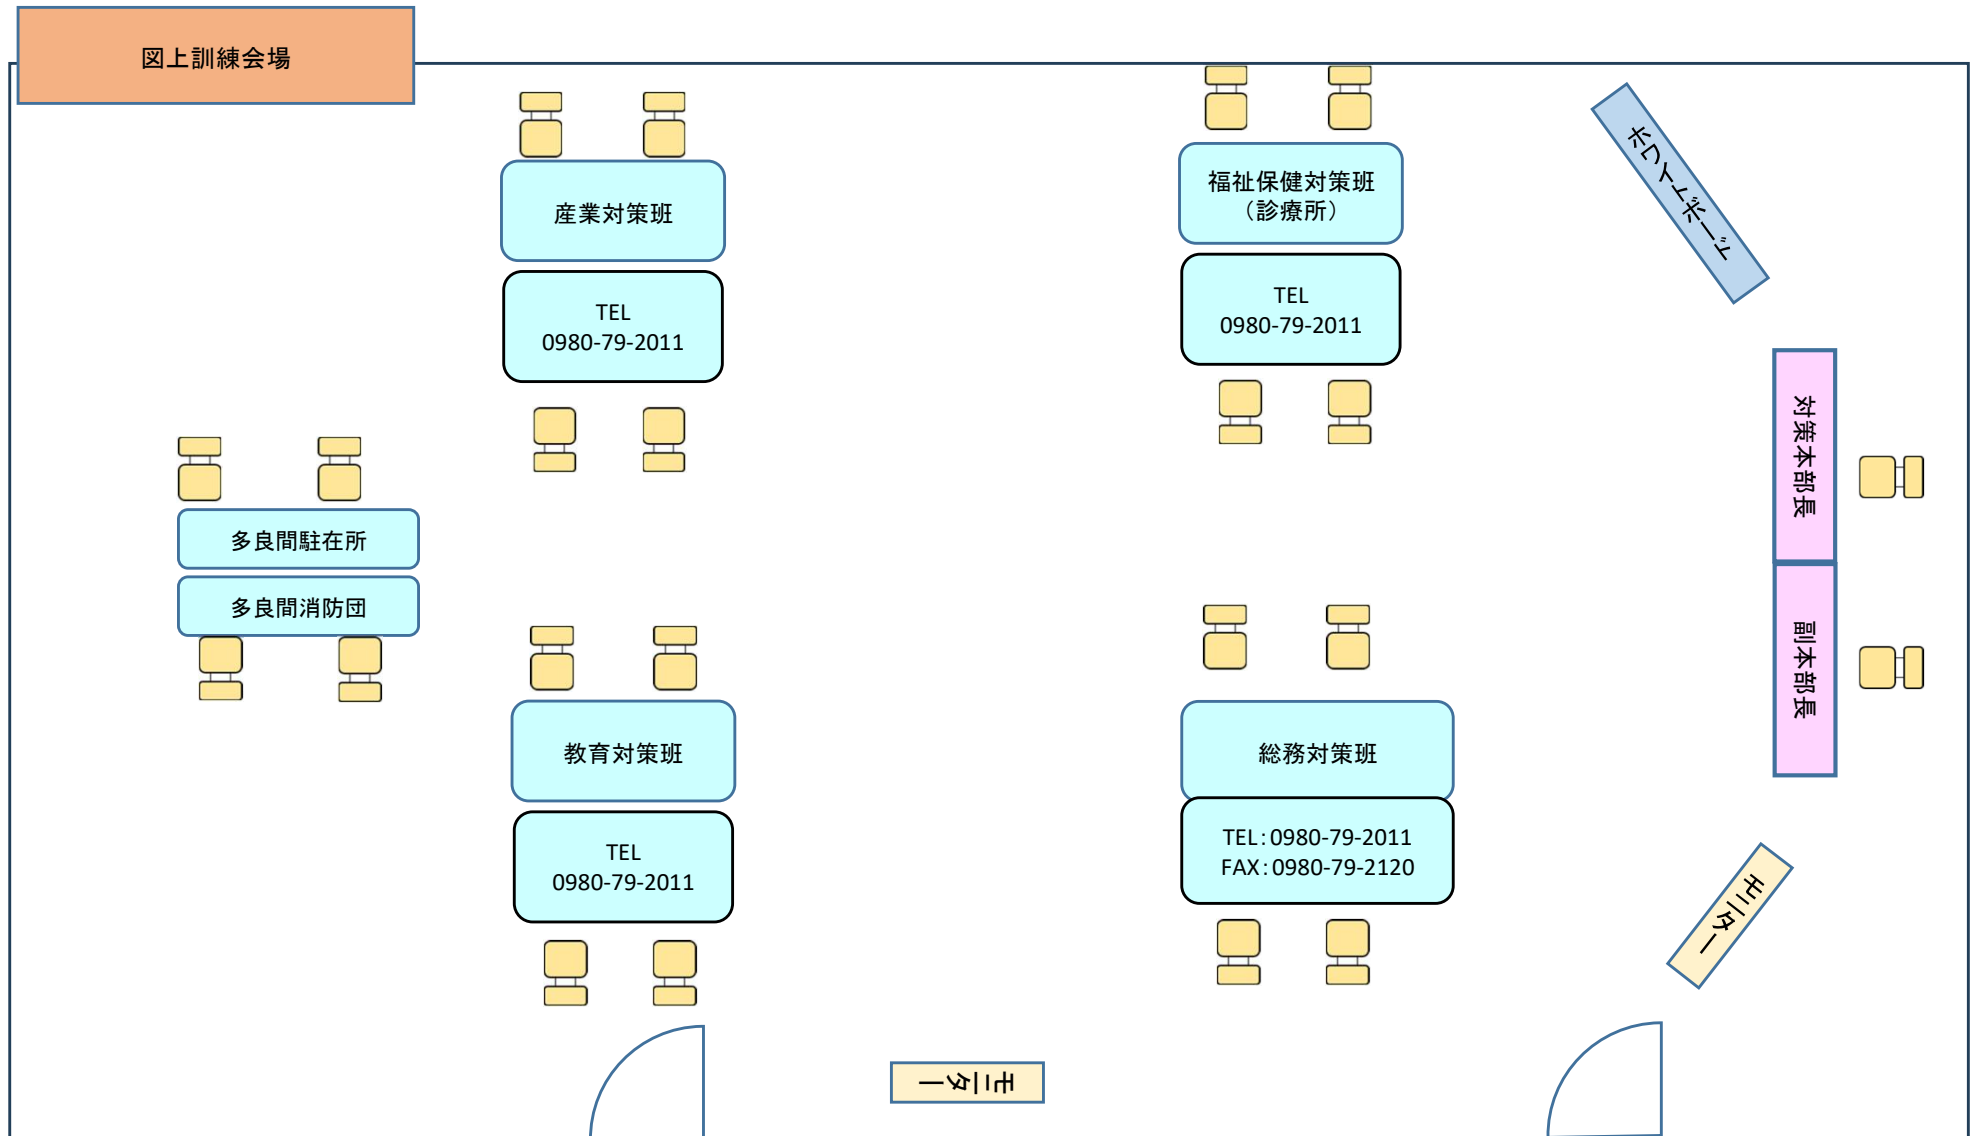 図上訓練会場
産業対策班
TEL
0980-79-2011
福祉保健対策班
（診療所）
TEL
0980-79-2011
ホワイトボード
対策本部長
副本部長
多良間駐在所
多良間消防団
教育対策班
TEL
0980-79-2011
総務対策班
TEL：0980-79-2011
FAX：0980-79-2120
モニター
モニター